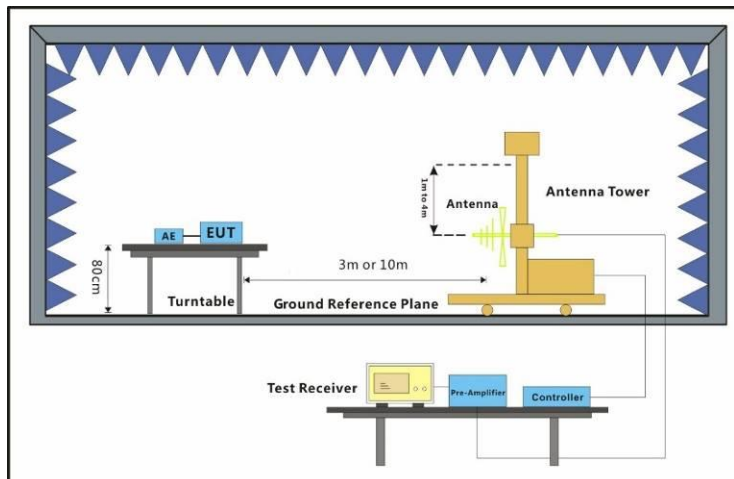 1m to 4m
Antenna
Antenna Tower
AE
EUT
80cm
3m or 10m
Turntable
Ground Reference Plane
Test Receiver
Pre-Amplifier
Controller